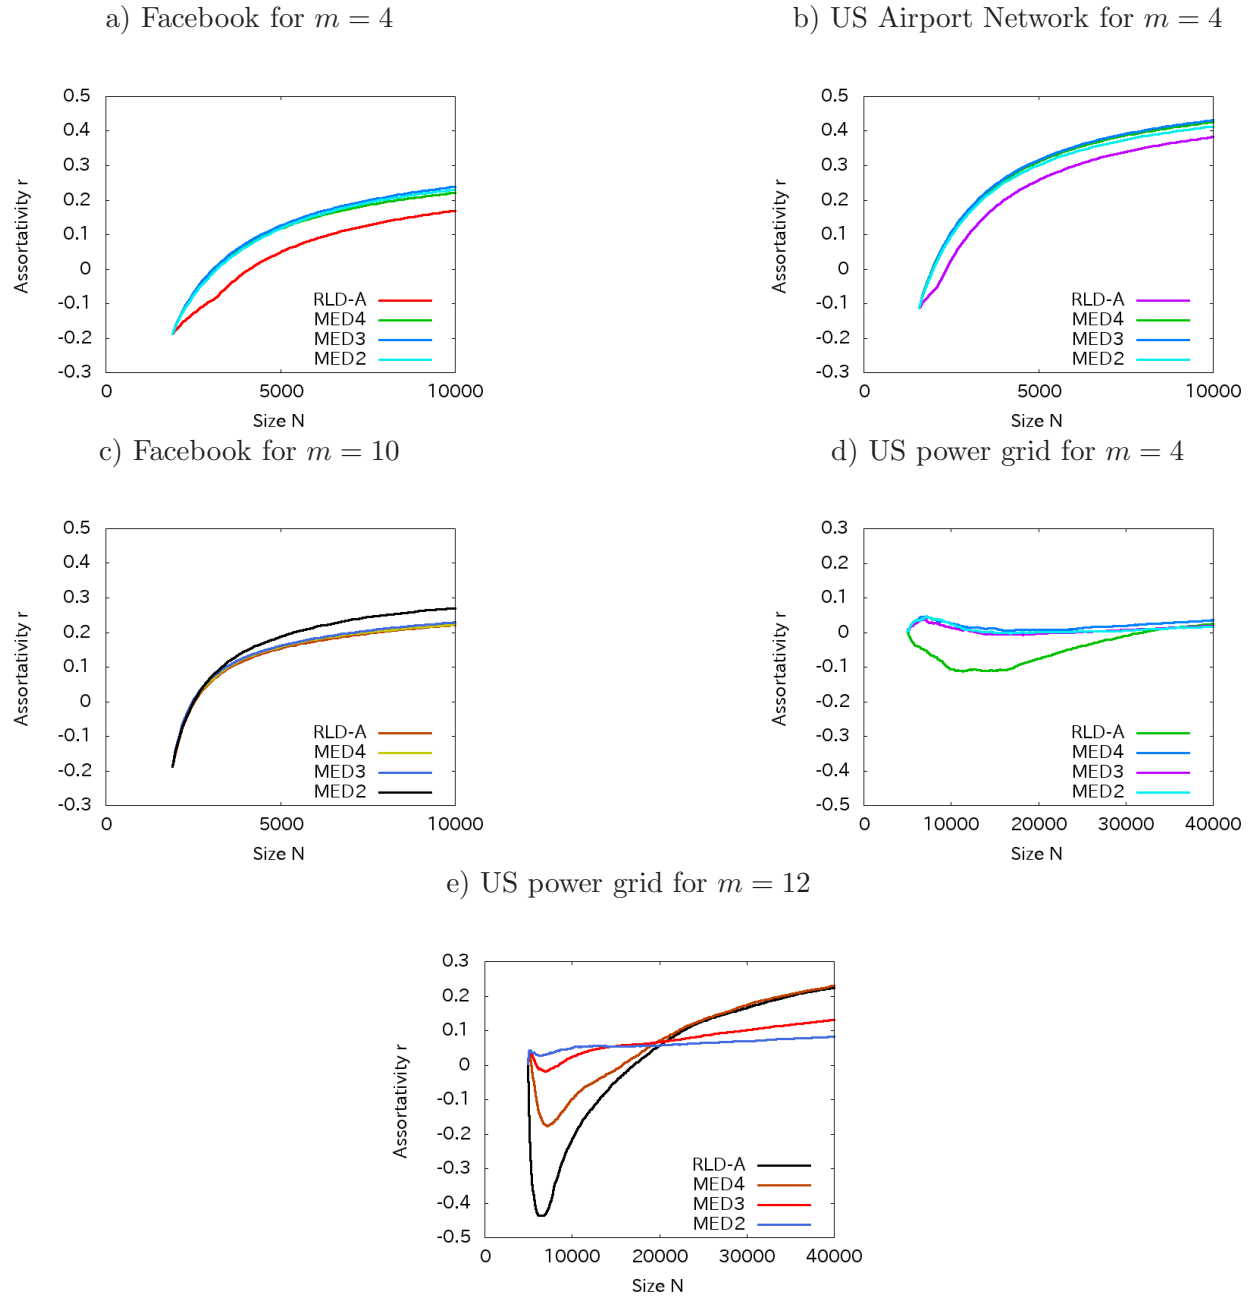 a) Facebook for m = 4
b) US Airport Network for m = 4
0.5
0.4
0.3
0.2
0.1
0
-0.1
-0.2
-0.3
Assortativity r
RLD-A
MED4
MED3
MED2
0 5000 10000
Size N
0.5
0.4
0.3
0.2
0.1
0
-0.1
-0.2
-0.3
Assortativity r
RLD-A
MED4
MED3
MED2
0 5000 10000
Size N
c) Facebook for m = 10
d) US power grid for m = 4
0.5
0.4
0.3
0.2
0.1
0
-0.1
-0.2
-0.3
Assortativity r
RLD-A
MED4
MED3
MED2
0 5000 10000
Size N
0.3
0.2
0.1
0
-0.1
-0.2
-0.3
-0.4
-0.5
Assortativity r
RLD-A
MED4
MED3
MED2
0 10000 20000 30000 40000
Size N
e) US power grid for m = 12
0.3
0.2
0.1
0
-0.1
-0.2
-0.3
-0.4
-0.5
Assortativity r
RLD-A
MED4
MED3
MED2
0 10000 20000 30000 40000
Size N